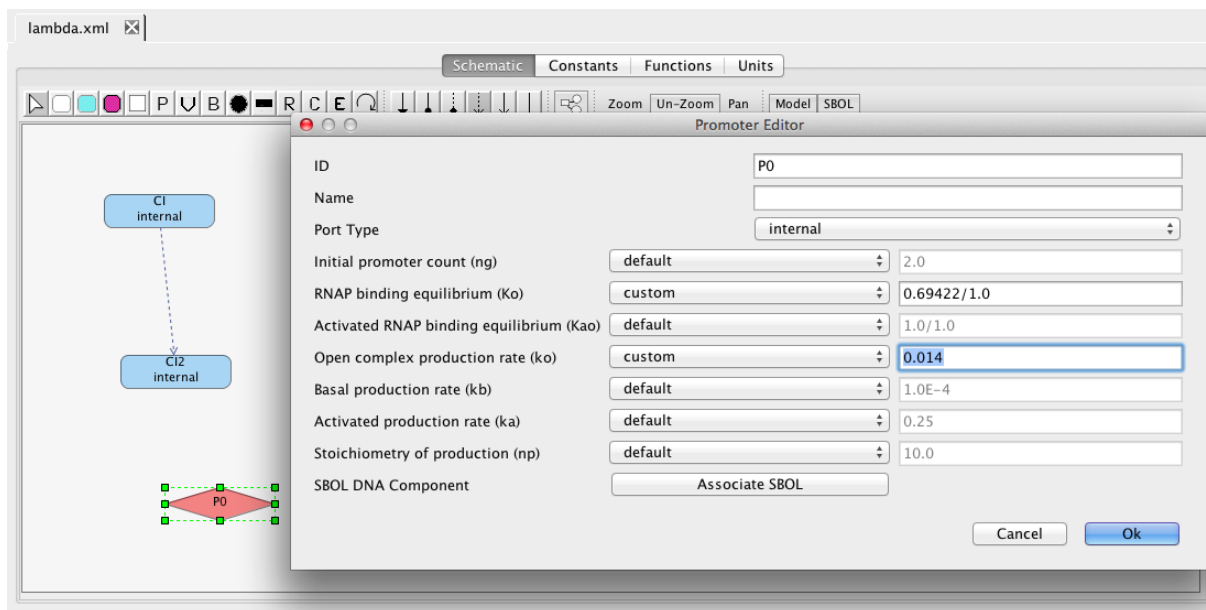 lambda.xml
Schematic Constants Functions Units
P V B R C E Zoom Un-Zoom Pan Model SBOL
Promoter Editor
ID P0
Name
Port Type internal
Initial promoter count (ng) default 2.0
RNAP binding equilibrium (Ko) custom 0.69422/1.0
Activated RNAP binding equilibrium (Kao) default 1.0/1.0
Open complex production rate (ko) custom 0.014
Basal production rate (kb) default 1.0E-4
Activated production rate (ka) default 0.25
Stoichiometry of production (np) default 10.0
SBOL DNA Component Associate SBOL
Cancel Ok
CI
internal
CI2
internal
P0